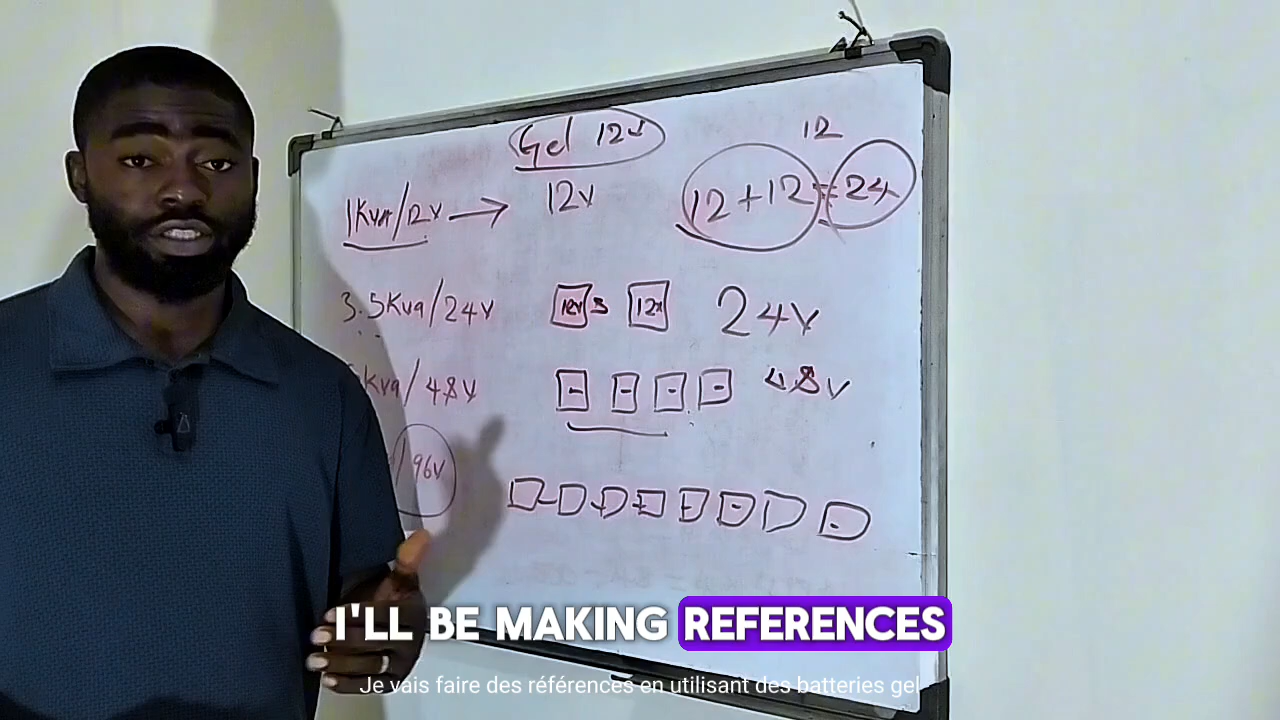 Gel 12v
12
1Kva/12v → 12v
12+12=24
3.5Kva/24v 12v s 12v 24v
Kva/48v 48v
/96v
I'LL BE MAKING REFERENCES
Je vais faire des références en utilisant des batteries gel